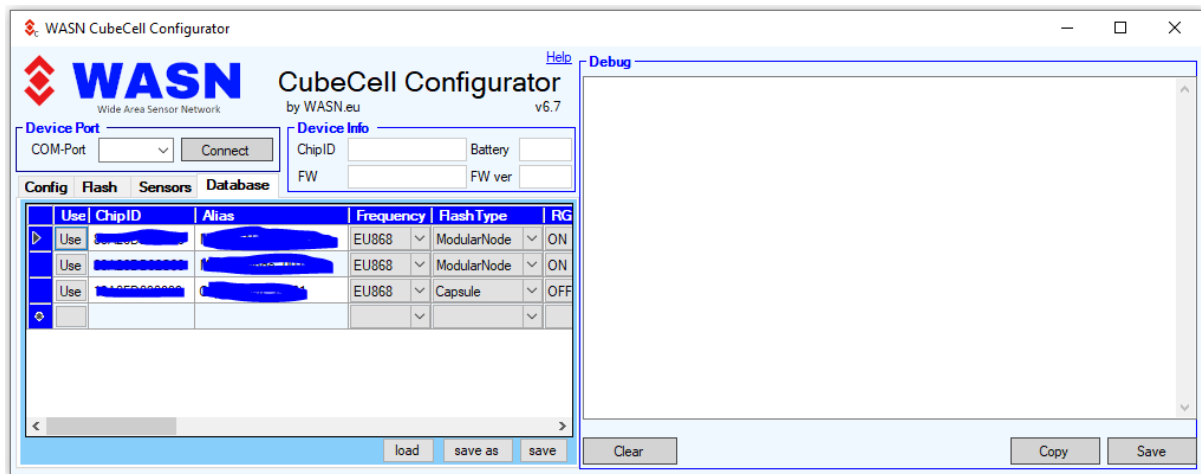 WASN CubeCell Configurator
Help
WASN
Wide Area Sensor Network
CubeCell Configurator
by WASN.eu v6.7
Device Port
COM-Port Connect
Device Info
ChipID Battery
FW FW ver
Config Flash Sensors Database
Use ChipID Alias Frequency FlashType RG
Use EU868 ModularNode ON
Use EU868 ModularNode ON
Use EU868 Capsule OFF
load save as save
Debug
Clear Copy Save